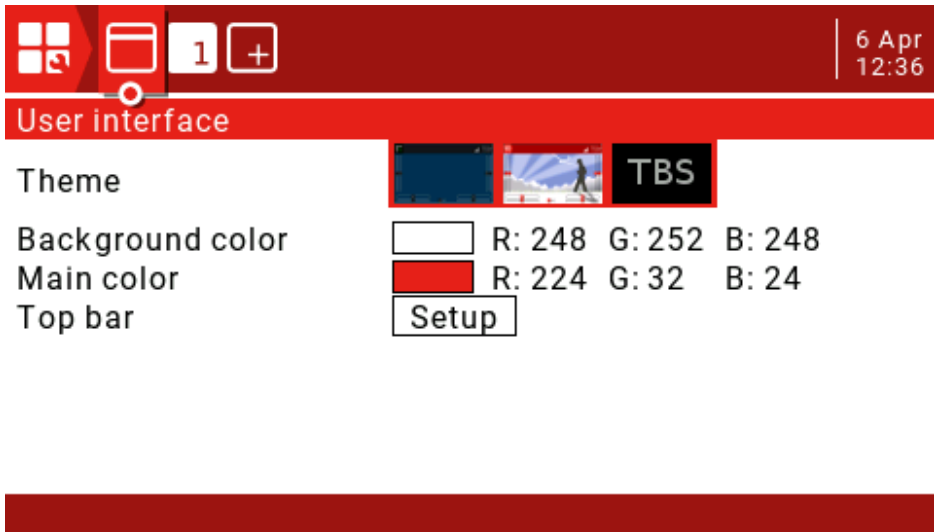 1 +
6 Apr
12:36
User interface
Theme TBS
Background color R: 248 G: 252 B: 248
Main color R: 224 G: 32 B: 24
Top bar Setup